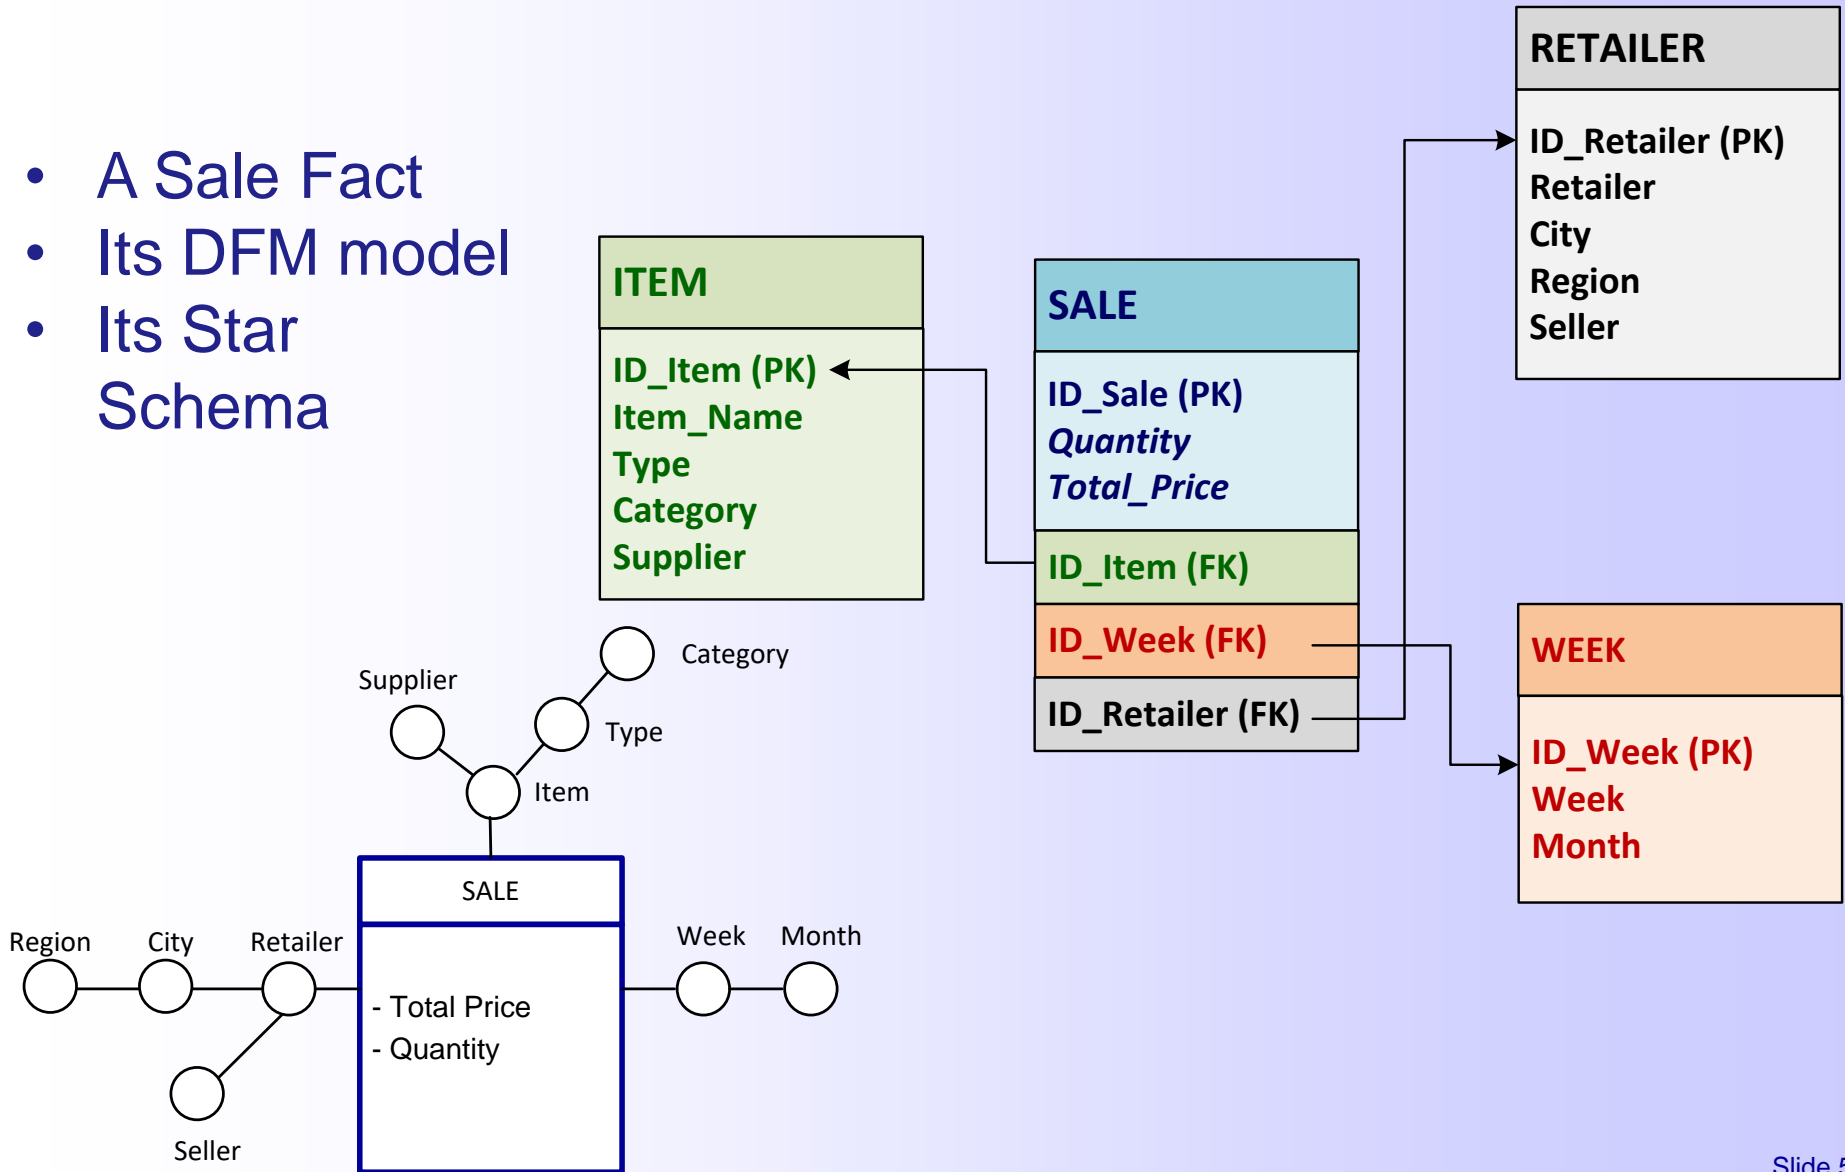 • A Sale Fact
• Its DFM model
• Its Star
Schema
ITEM
ID_Item (PK)
Item_Name
Type
Category
Supplier
SALE
ID_Sale (PK)
Quantity
Total_Price
ID_Item (FK)
ID_Week (FK)
ID_Retailer (FK)
RETAILER
ID_Retailer (PK)
Retailer
City
Region
Seller
WEEK
ID_Week (PK)
Week
Month
Category
Supplier
Type
Item
SALE
- Total Price
- Quantity
Region
City
Retailer
Seller
Week
Month
Slide 5